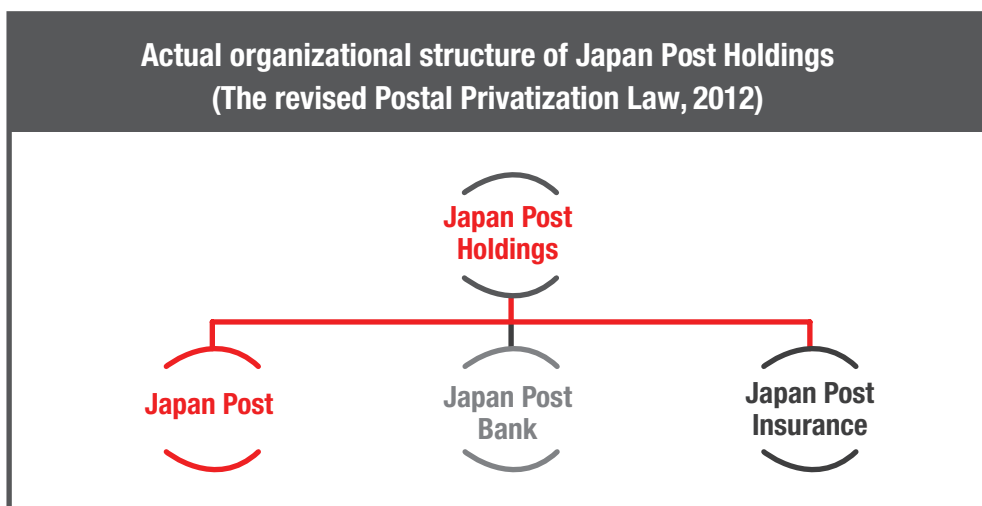 Actual organizational structure of Japan Post Holdings
(The revised Postal Privatization Law, 2012)
Japan Post
Holdings
Japan Post
Japan Post
Bank
Japan Post
Insurance